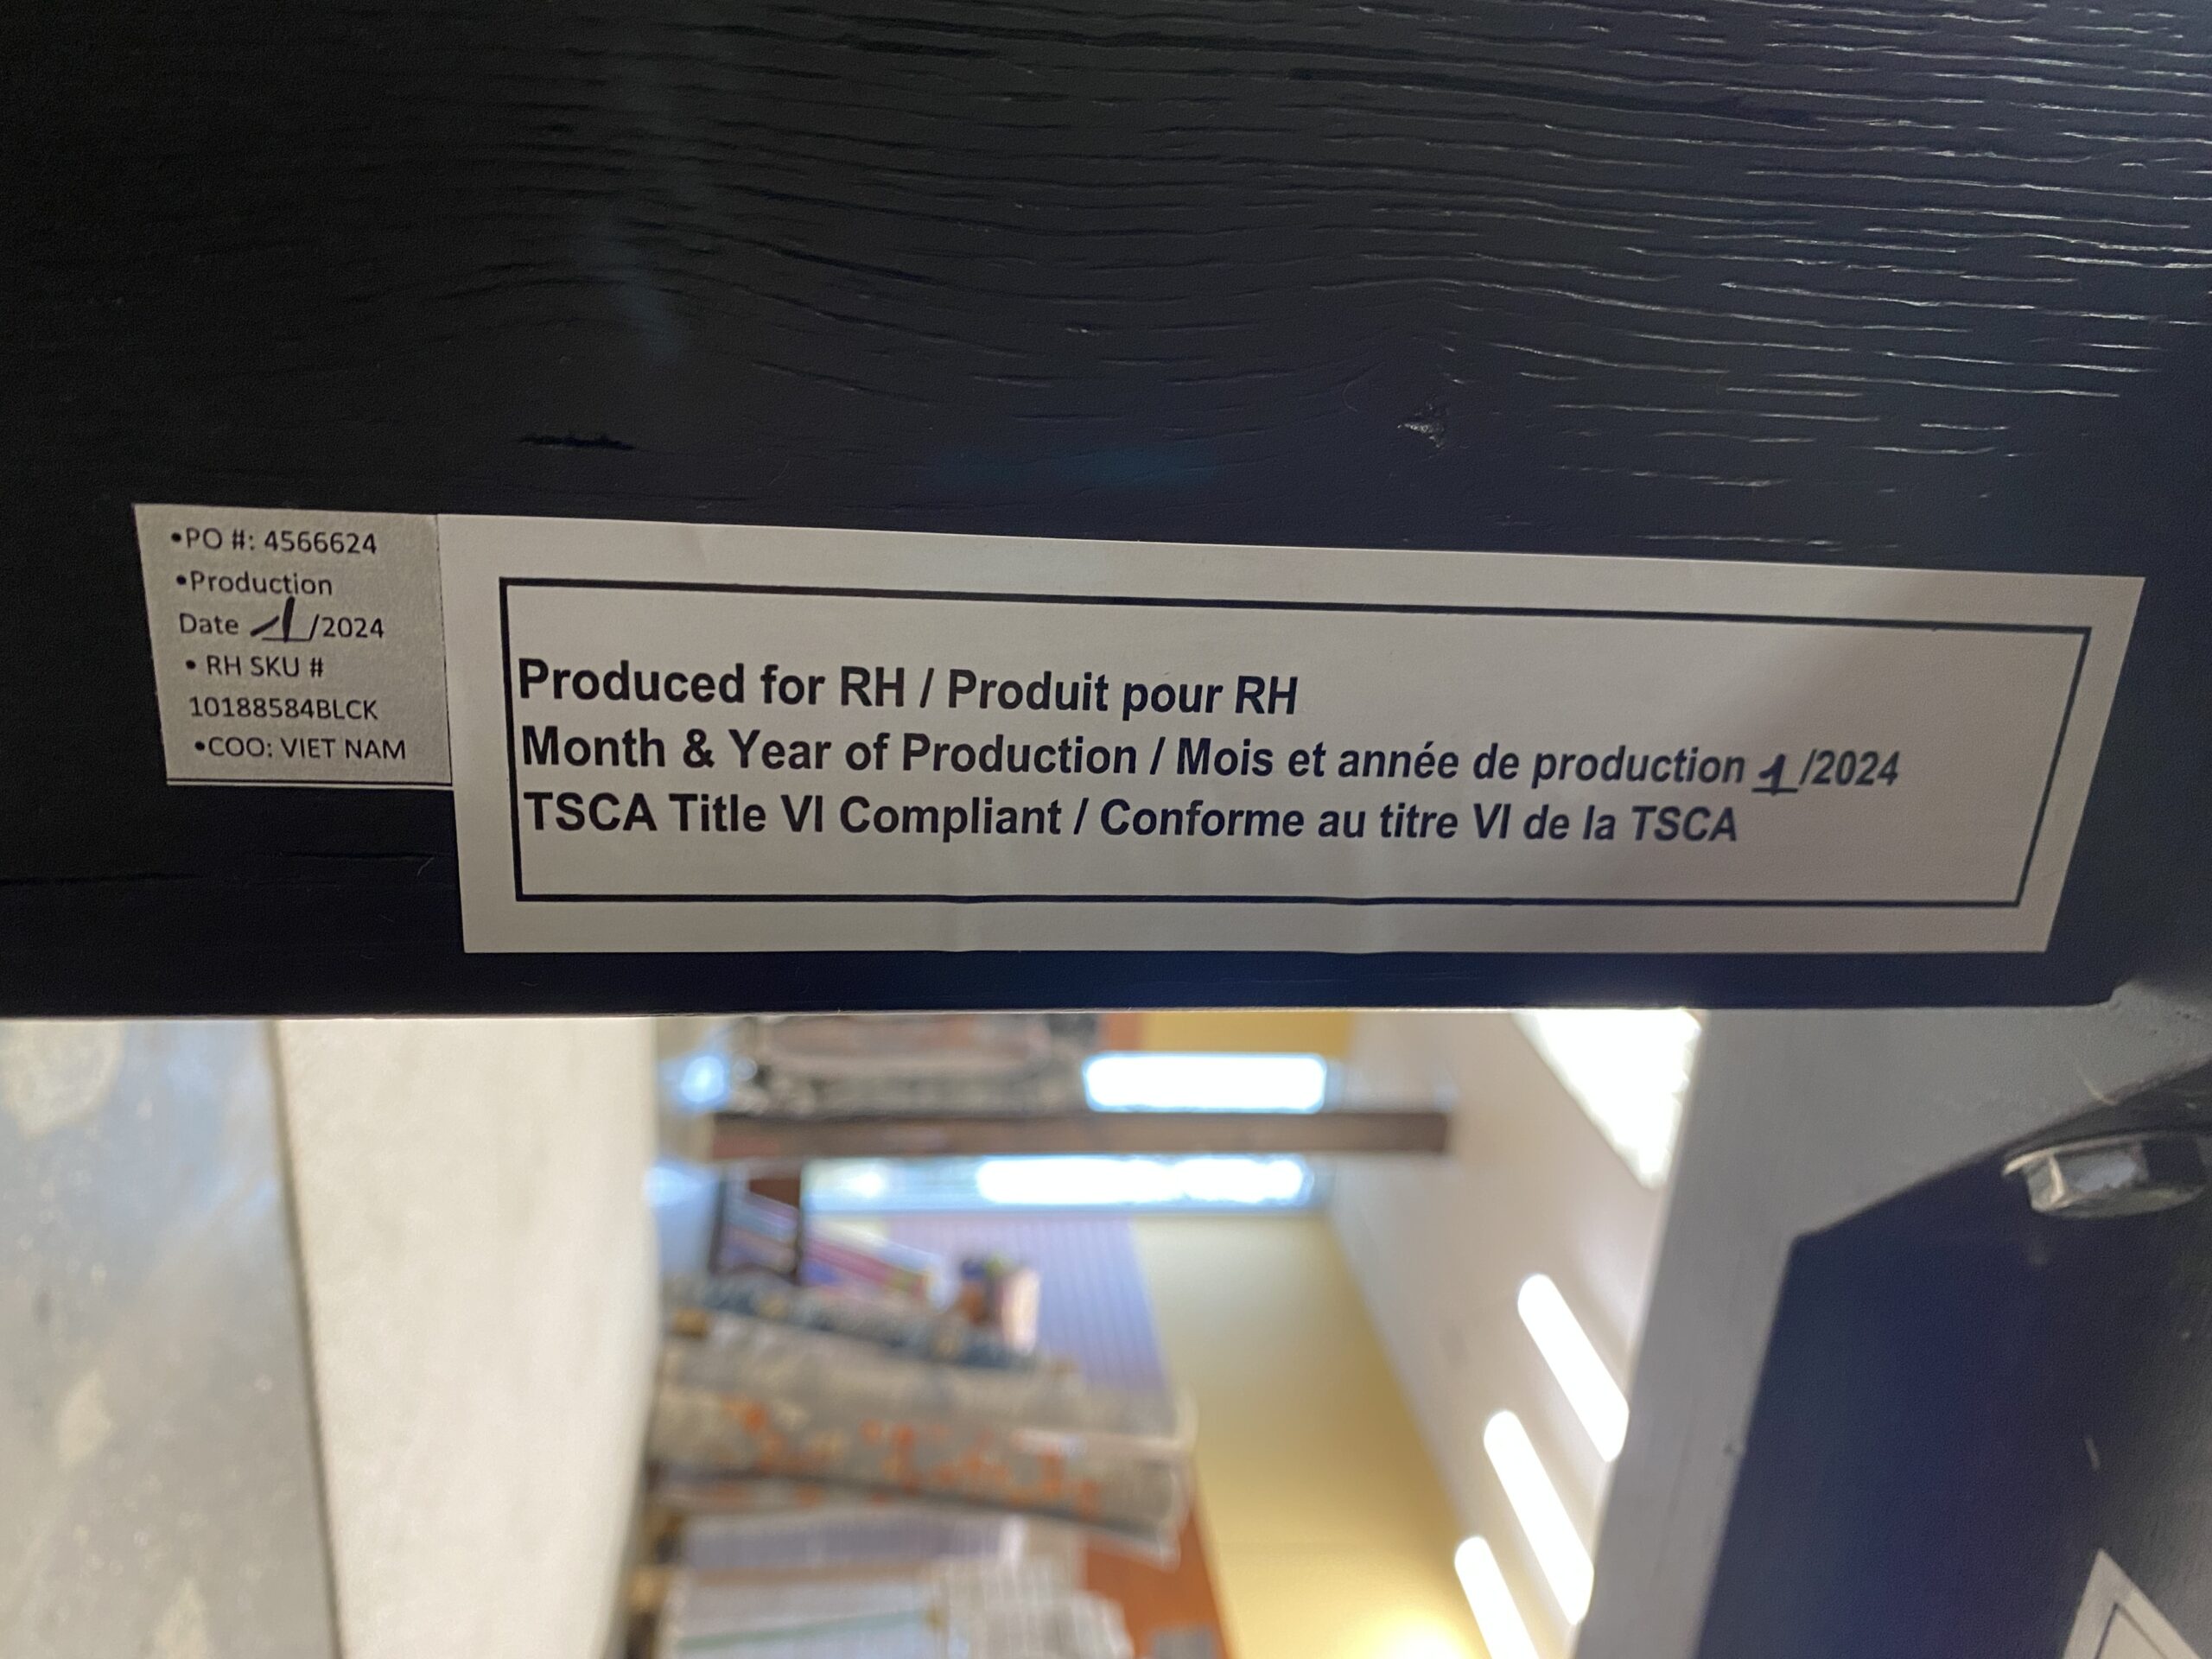 •PO #: 4566624
•Production
Date 1/2024
• RH SKU #
10188584BLCK
•COO: VIET NAM
Produced for RH / Produit pour RH
Month & Year of Production / Mois et année de production 1/2024
TSCA Title VI Compliant / Conforme au titre VI de la TSCA